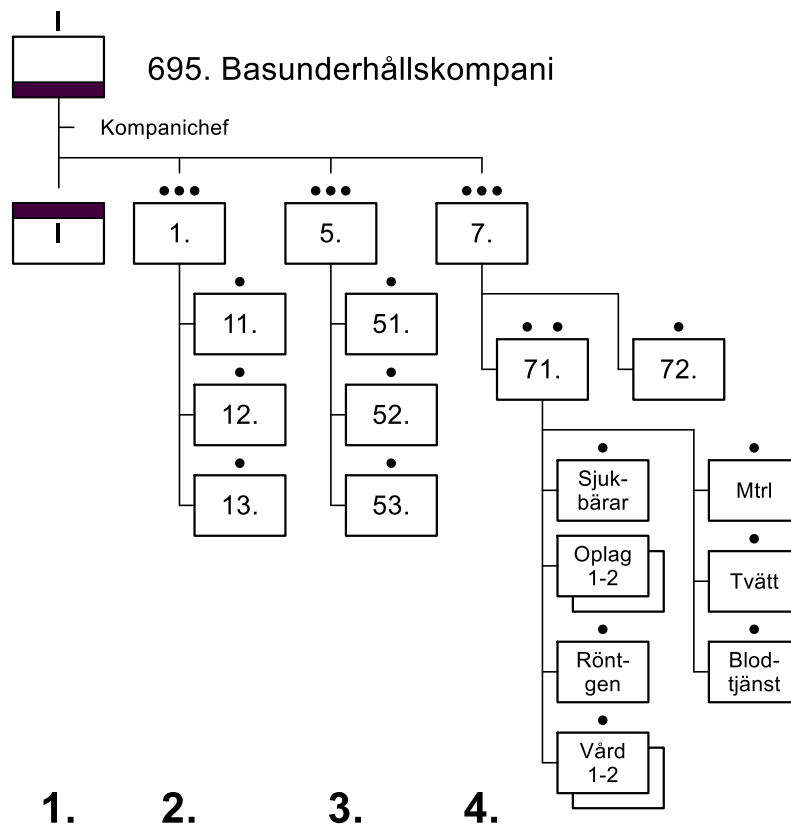 695. Basunderhållskompani
Kompanichef
1.
5.
7.
11.
51.
12.
52.
13.
53.
71.
72.
Sjuk-
bärar
Mtrl
Oplag
1-2
Tvätt
Rönt-
gen
Blod-
tjänst
Vård
1-2
1.
2.
3.
4.